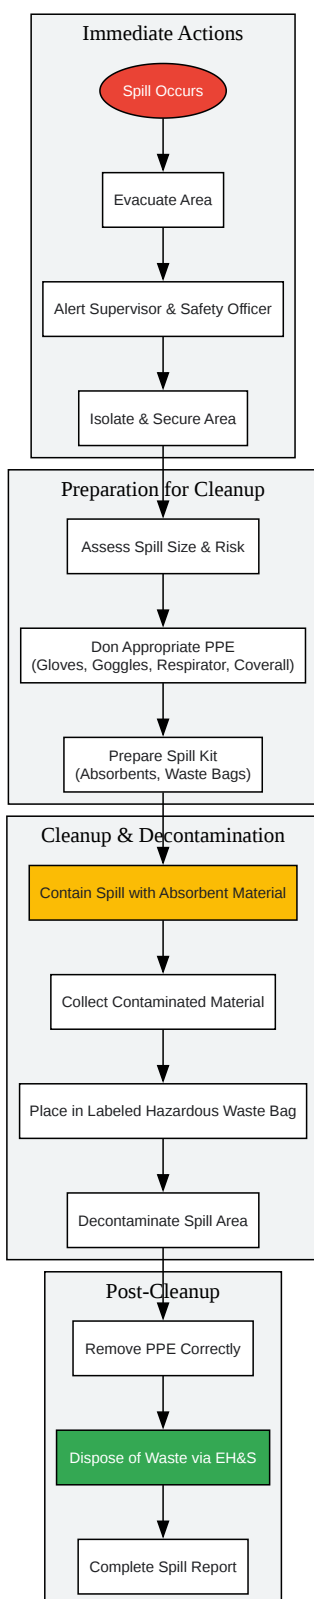 Immediate Actions
Spill Occurs
Evacuate Area
Alert Supervisor & Safety Officer
Isolate & Secure Area
Preparation for Cleanup
Assess Spill Size & Risk
Don Appropriate PPE
(Gloves, Goggles, Respirator, Coverall)
Prepare Spill Kit
(Absorbents, Waste Bags)
Cleanup & Decontamination
Contain Spill with Absorbent Material
Collect Contaminated Material
Place in Labeled Hazardous Waste Bag
Decontaminate Spill Area
Post-Cleanup
Remove PPE Correctly
Dispose of Waste via EH&S
Complete Spill Report